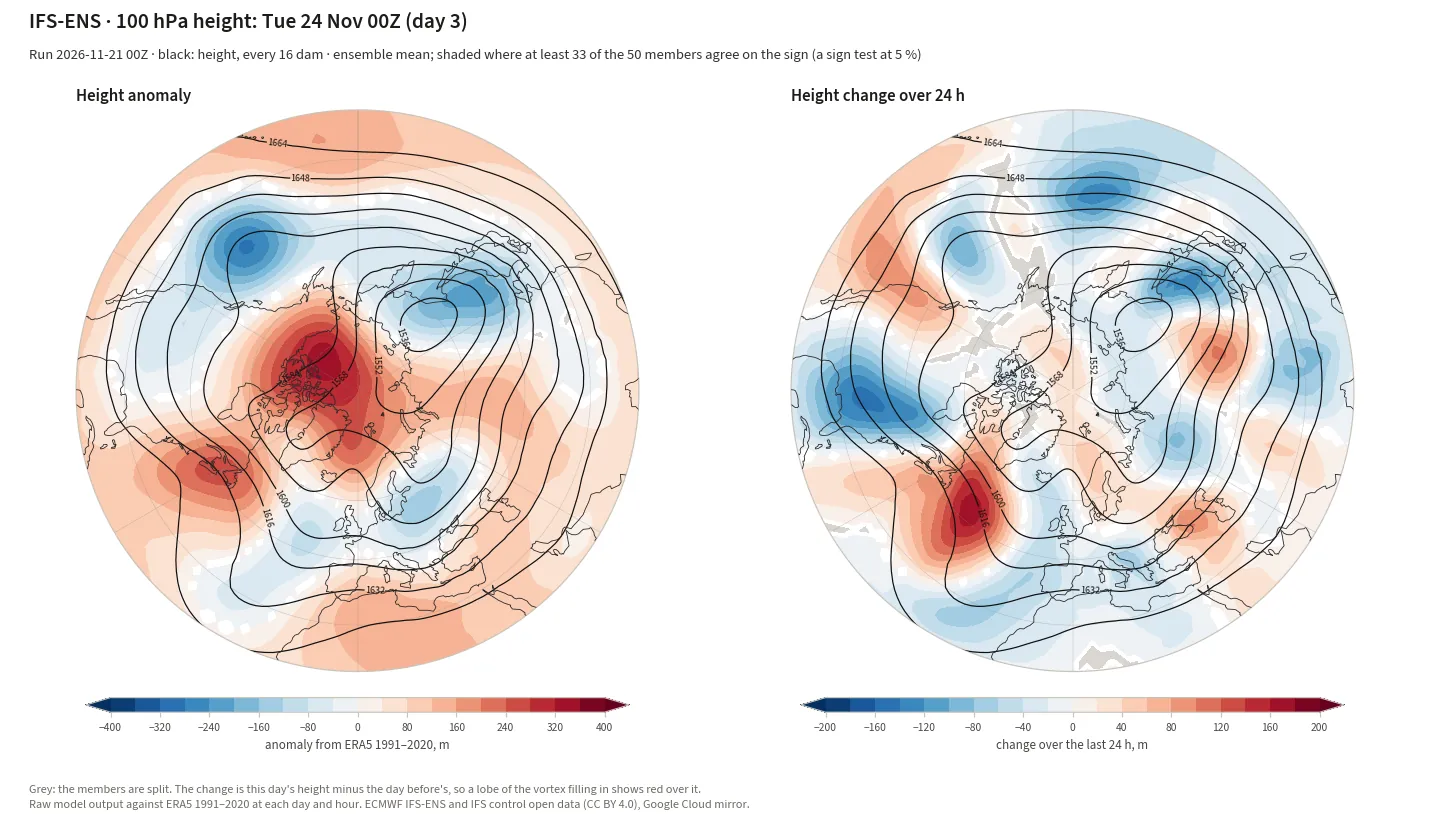 IFS-ENS · 100 hPa height: Tue 24 Nov 00Z (day 3)
Run 2026-11-21 00Z · black: height, every 16 dam · ensemble mean; shaded where at least 33 of the 50 members agree on the sign (a sign test at 5 %)
Height anomaly
Height change over 24 h
1664
1648
1536
1552
1568
1600
1616
1632
1664
1648
1536
1552
1568
1600
1616
1632
−400 −320 −240 −160 −80 0 80 160 240 320 400
anomaly from ERA5 1991–2020, m
−200 −160 −120 −80 −40 0 40 80 120 160 200
change over the last 24 h, m
Grey: the members are split. The change is this day's height minus the day before's, so a lobe of the vortex filling in shows red over it.
Raw model output against ERA5 1991–2020 at each day and hour. ECMWF IFS-ENS and IFS control open data (CC BY 4.0), Google Cloud mirror.